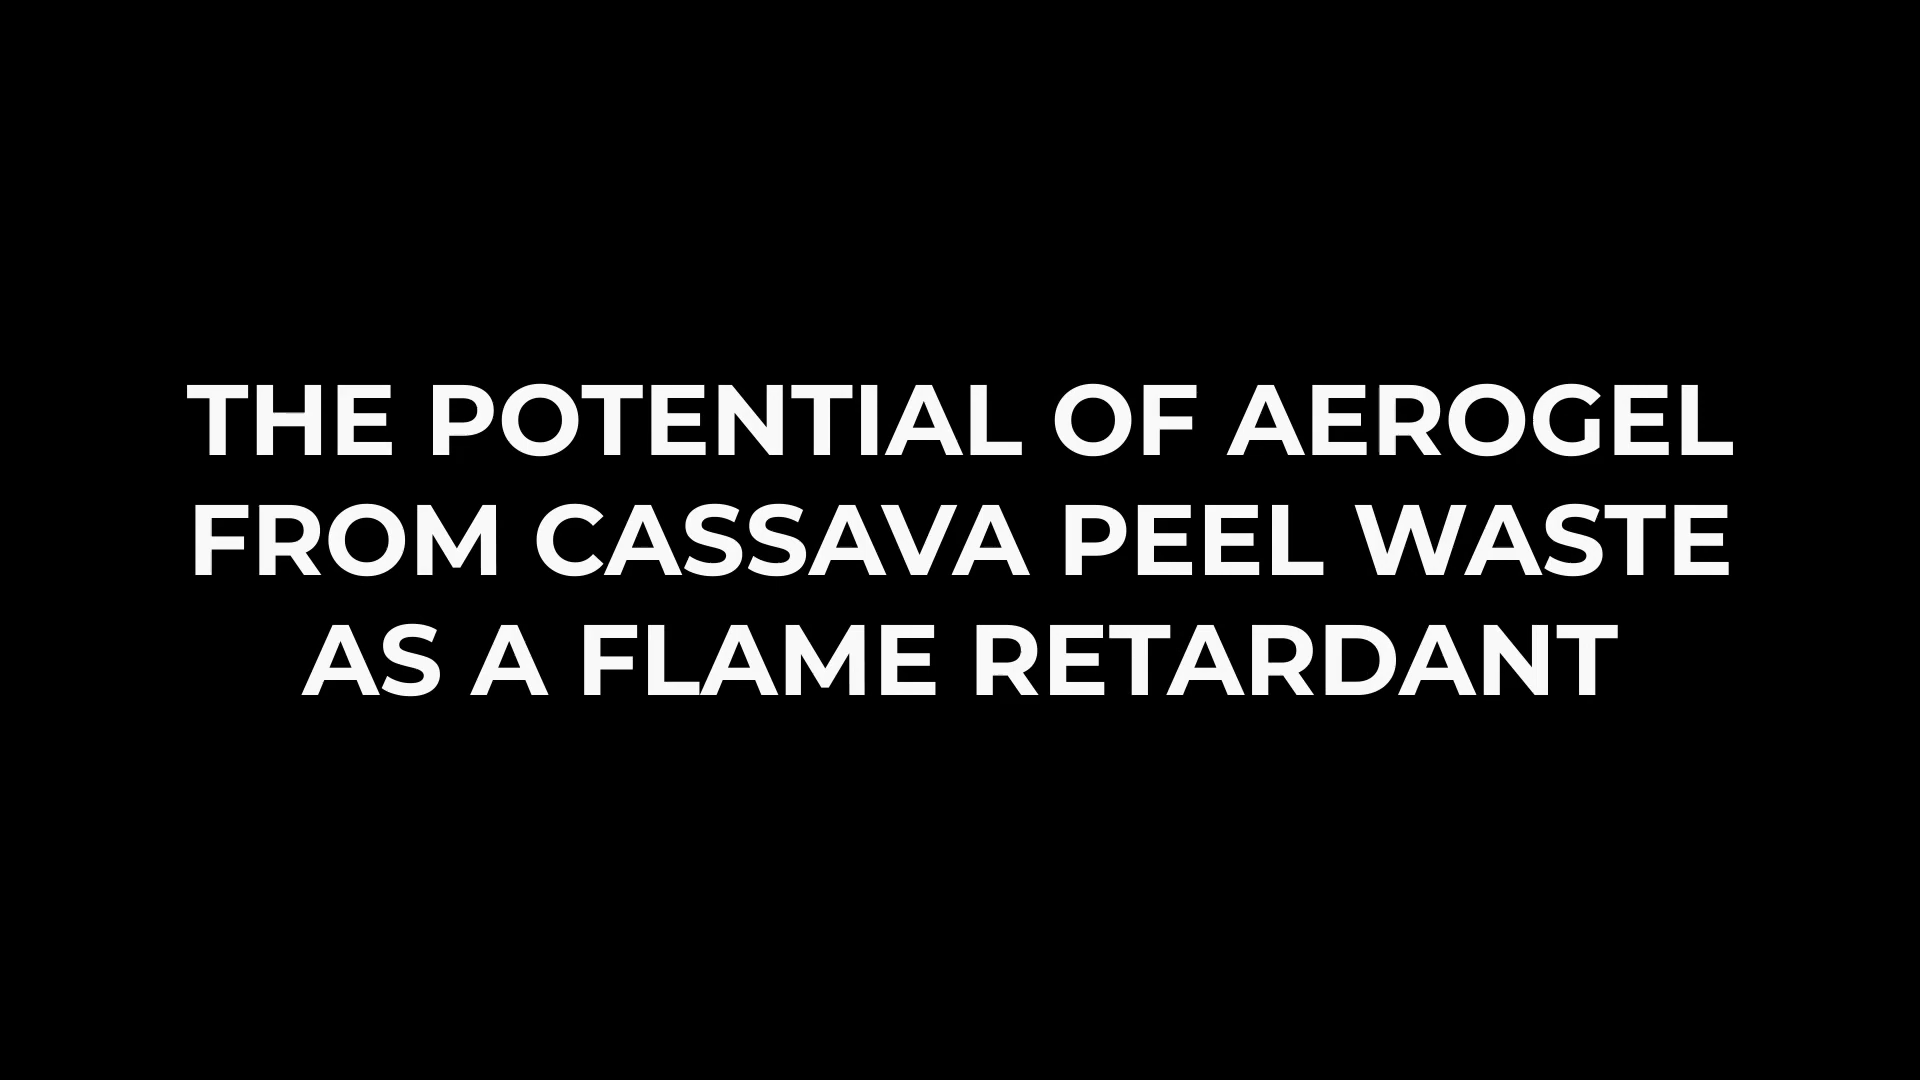 THE POTENTIAL OF AEROGEL
FROM CASSAVA PEEL WASTE
AS A FLAME RETARDANT